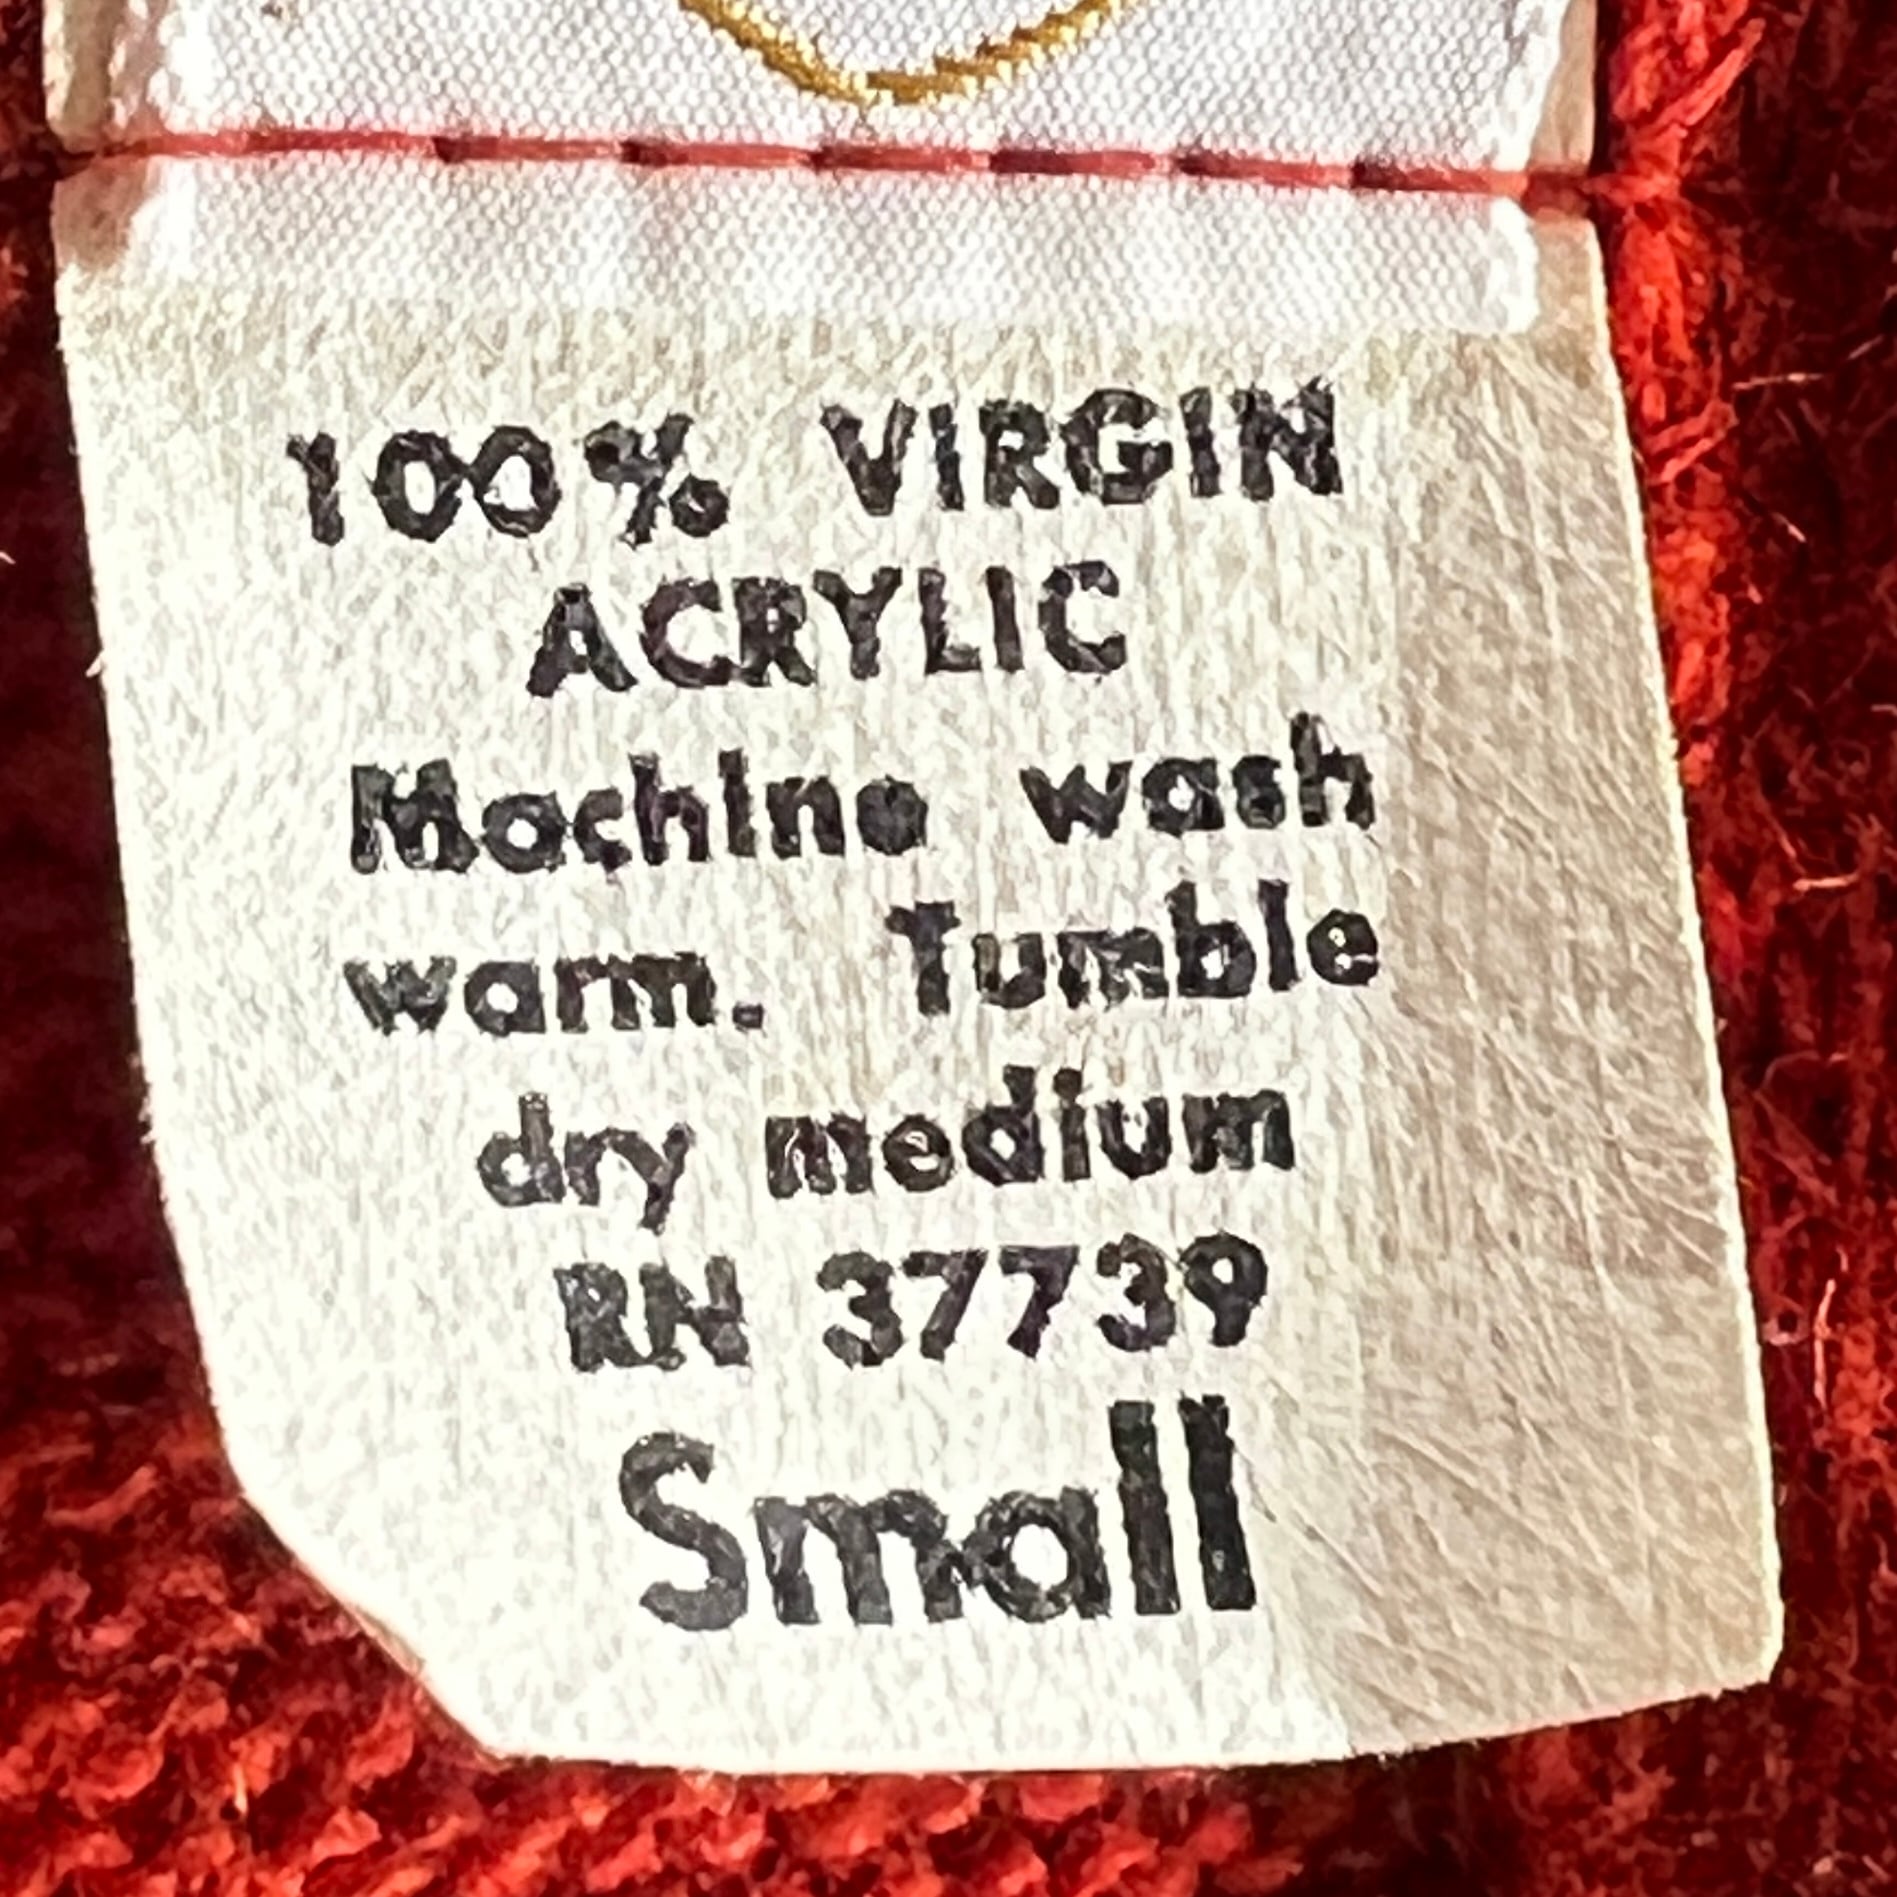 100% VIRGIN
ACRYLIC
Machine wash
warm. Tumble
dry medium
RN 37739
Small